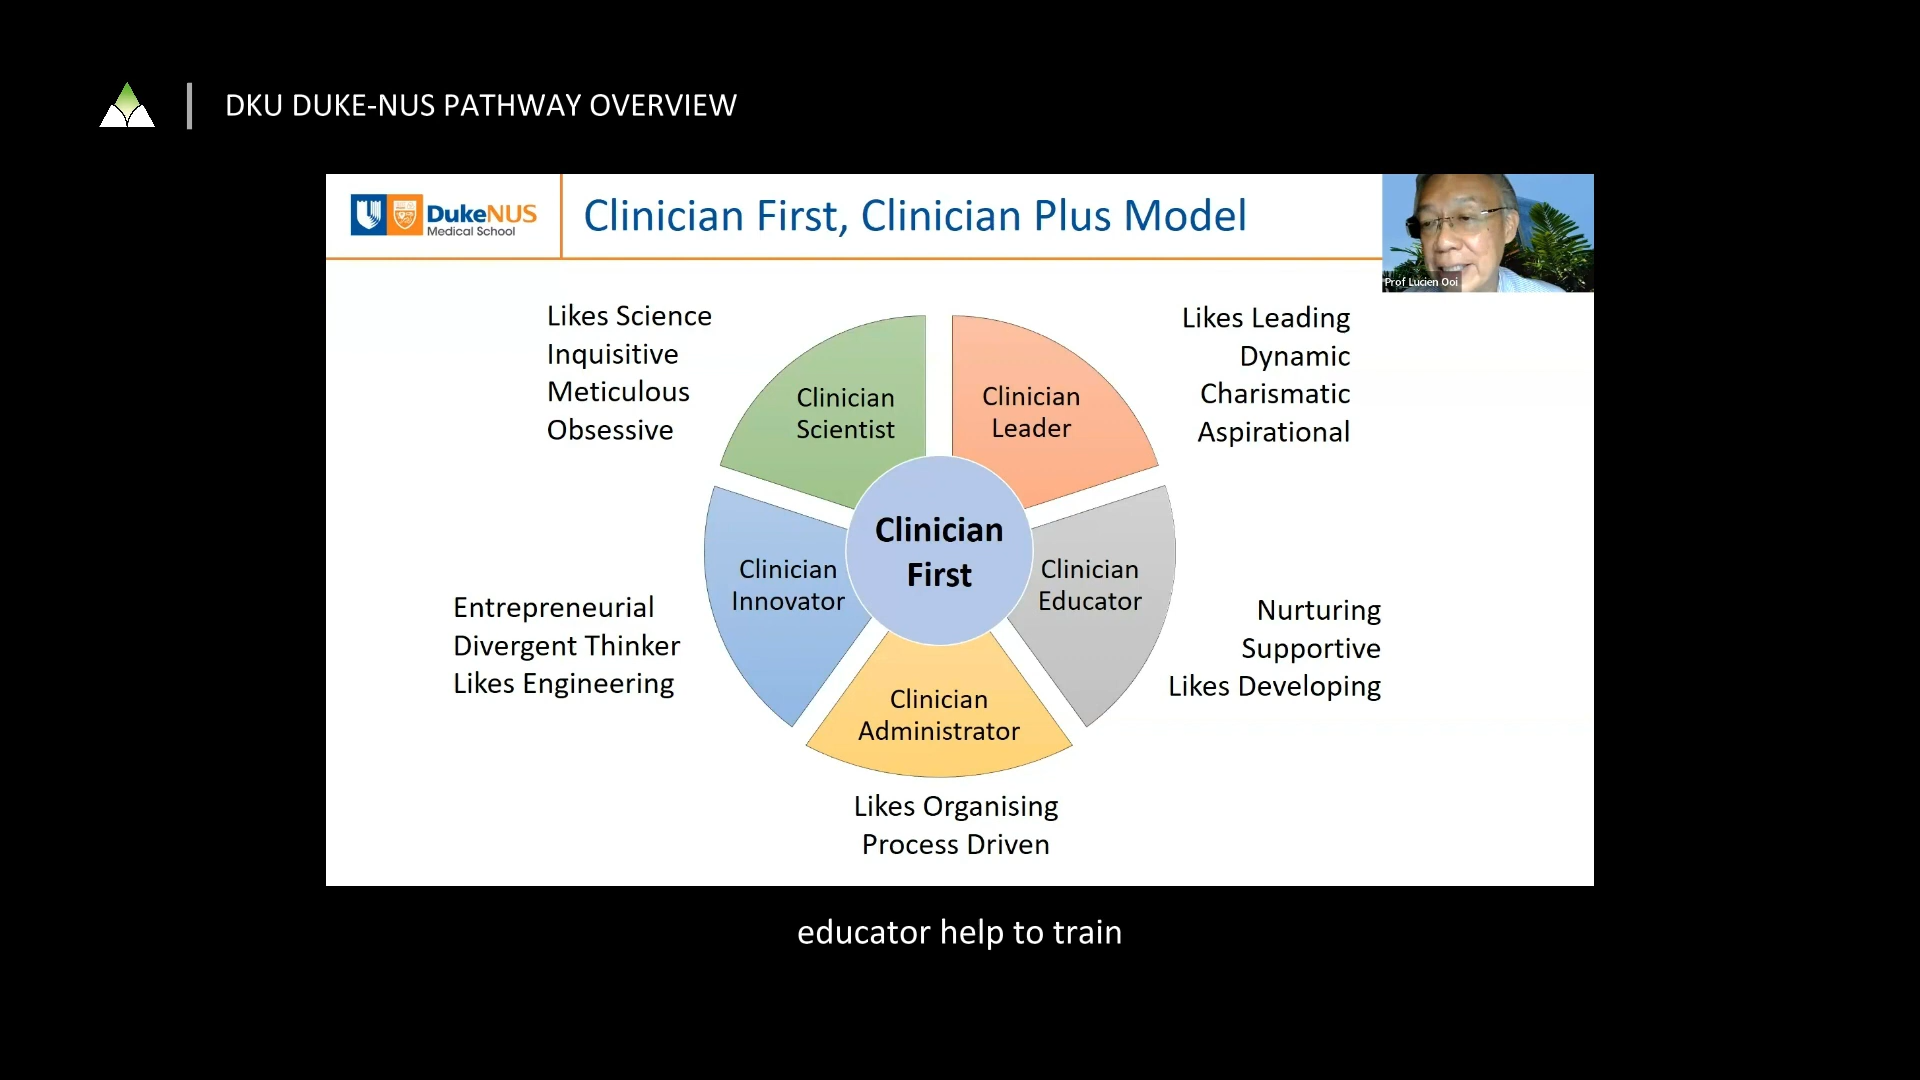 DKU DUKE-NUS PATHWAY OVERVIEW
DukeNUS
Medical School
Clinician First, Clinician Plus Model
Prof Lucien Ooi
Likes Science
Inquisitive
Meticulous
Obsessive
Clinician
Scientist
Clinician
Leader
Likes Leading
Dynamic
Charismatic
Aspirational
Clinician
First
Clinician
Innovator
Clinician
Educator
Entrepreneurial
Divergent Thinker
Likes Engineering
Nurturing
Supportive
Likes Developing
Clinician
Administrator
Likes Organising
Process Driven
educator help to train